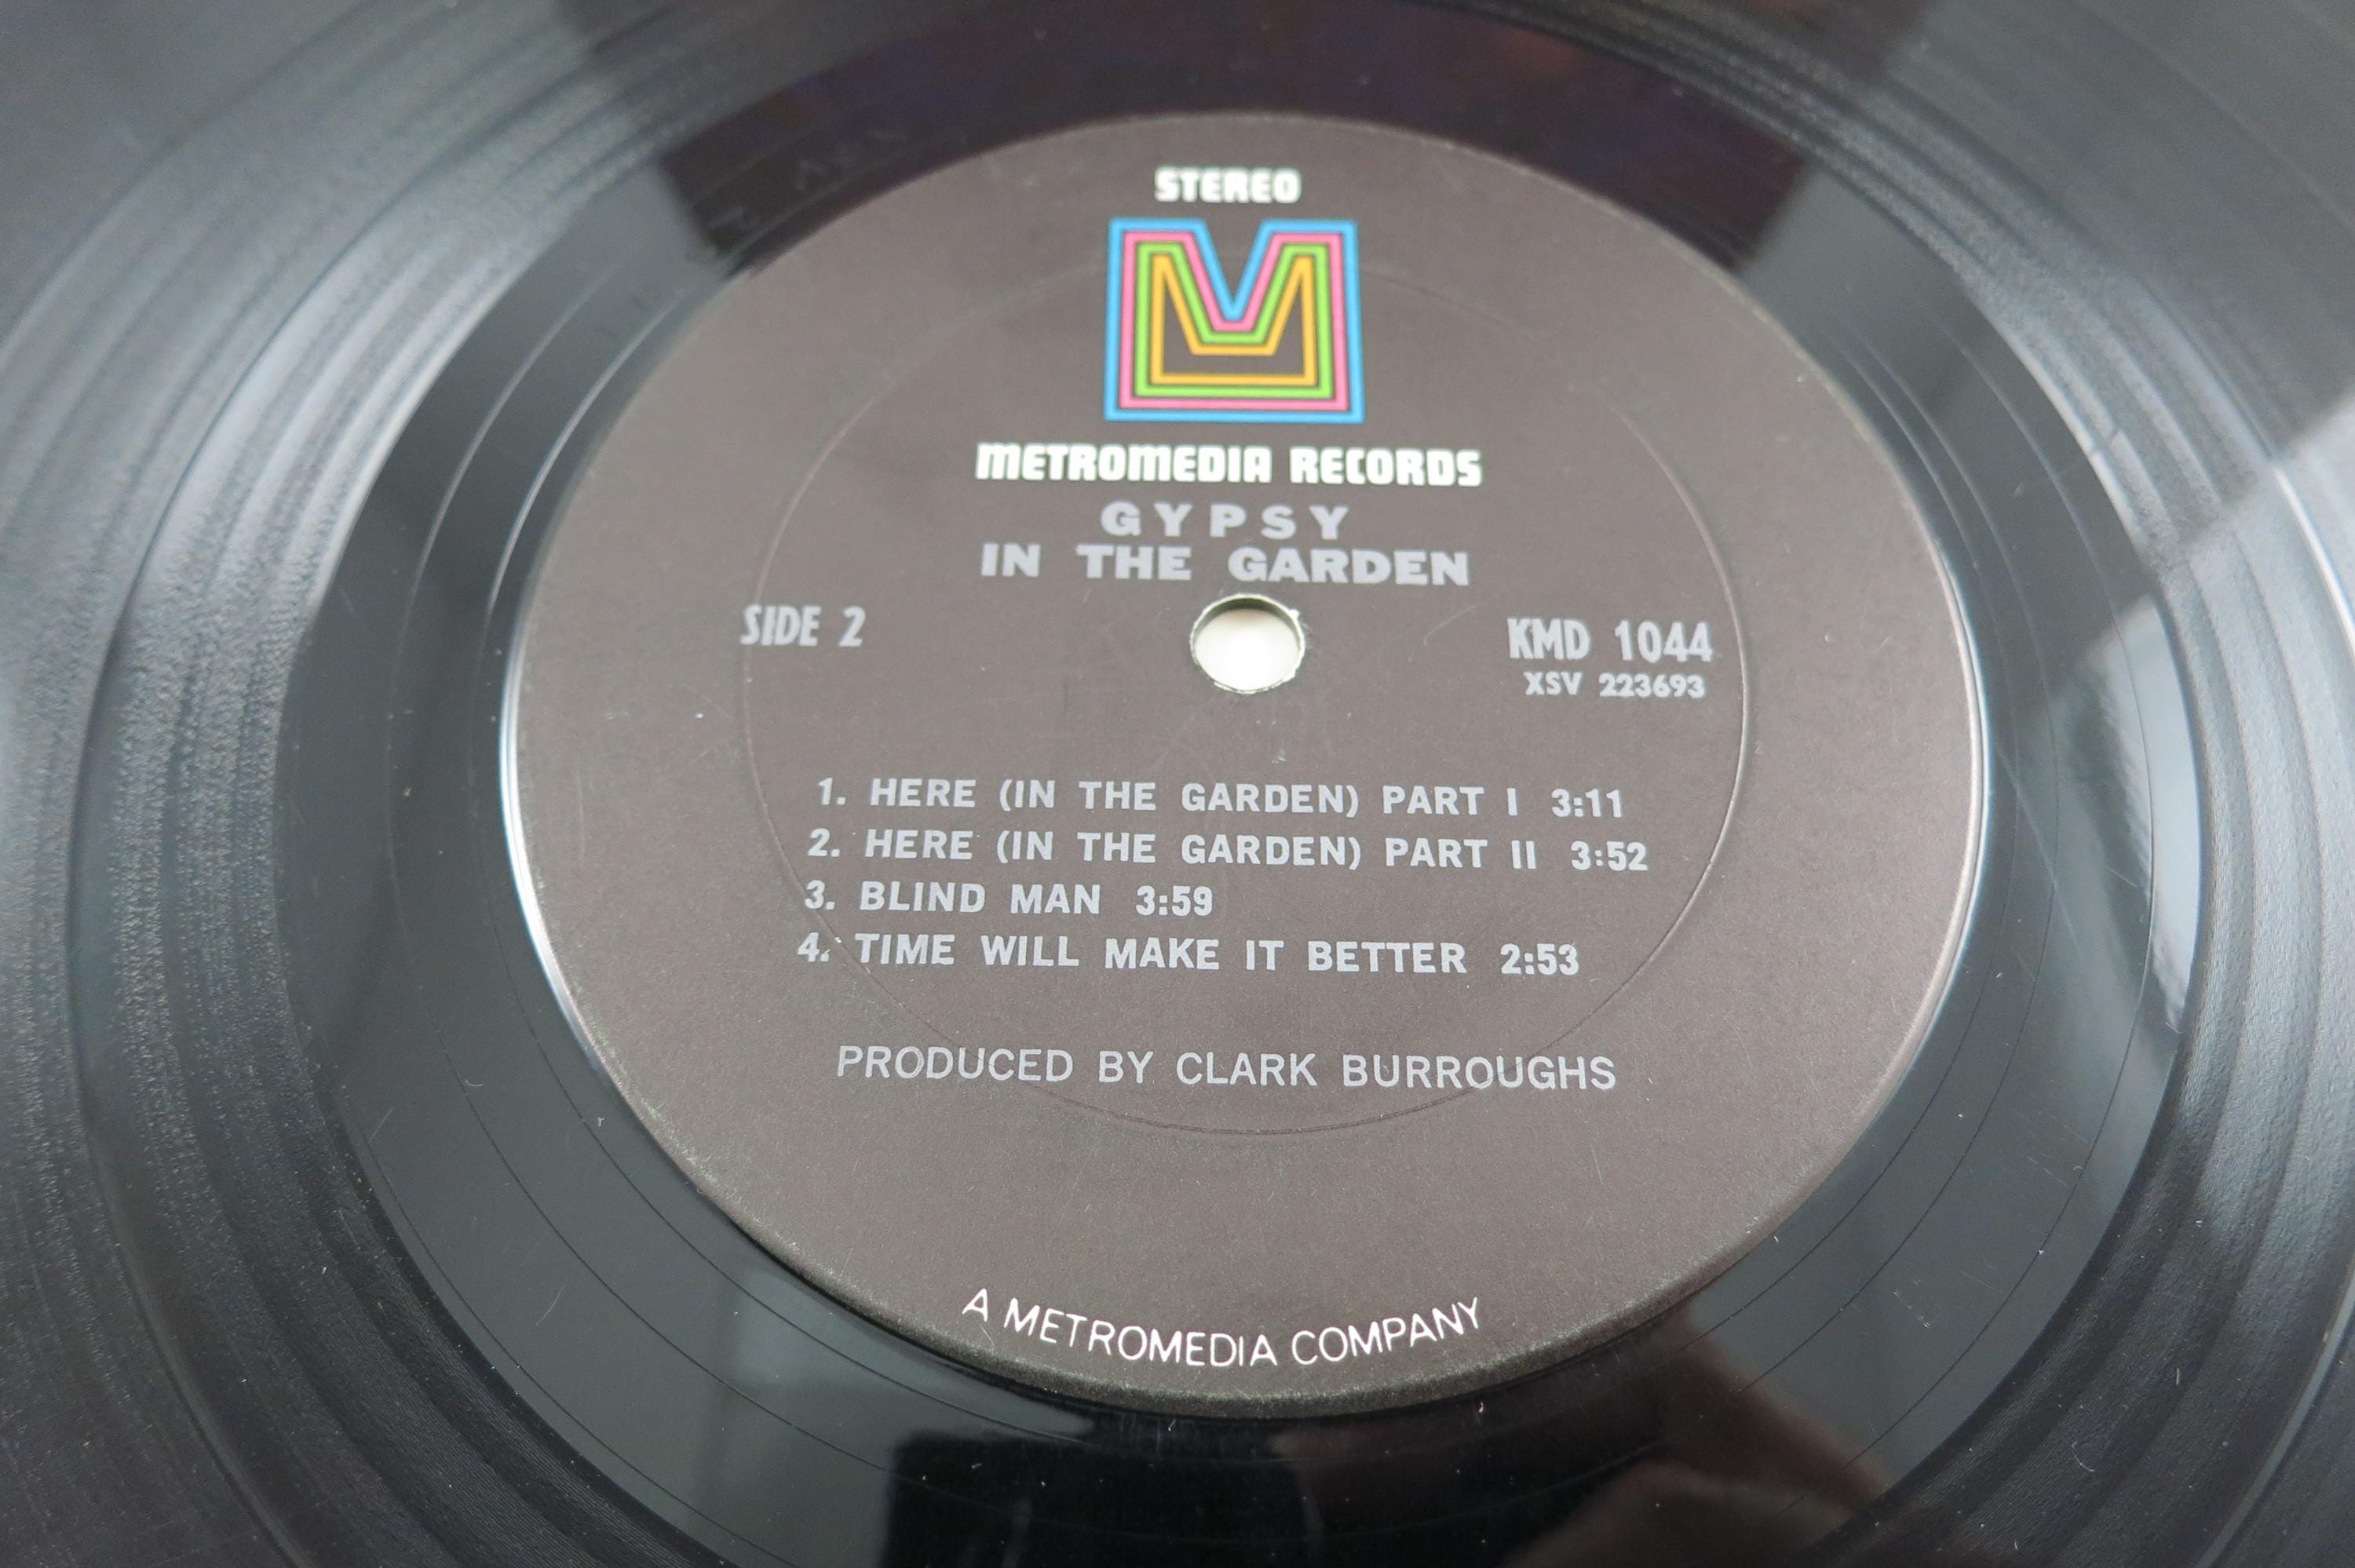 STEREO
METROMEDIA RECORDS
GYPSY
IN THE GARDEN
SIDE 2
KMD 1044
XSV 223693
1. HERE (IN THE GARDEN) PART I 3:11
2. HERE (IN THE GARDEN) PART II 3:52
3. BLIND MAN 3:59
4. TIME WILL MAKE IT BETTER 2:53
PRODUCED BY CLARK BURROUGHS
A METROMEDIA COMPANY